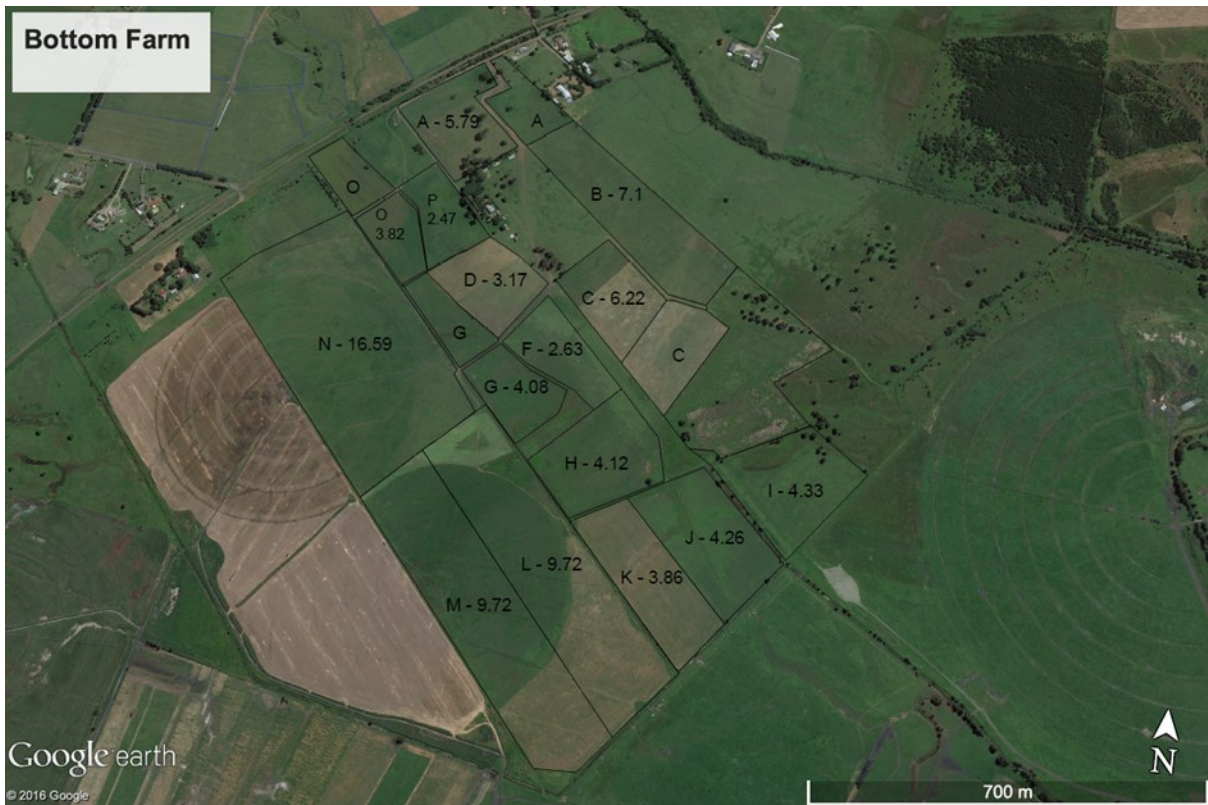 Bottom Farm
A - 5.79
A
O
P
2.47
B - 7.1
O
3.82
D - 3.17
C - 6.22
G
N - 16.59
F - 2.63
C
G - 4.08
H - 4.12
I - 4.33
J - 4.26
L - 9.72
K - 3.86
M - 9.72
Google earth
© 2016 Google
N
700 m